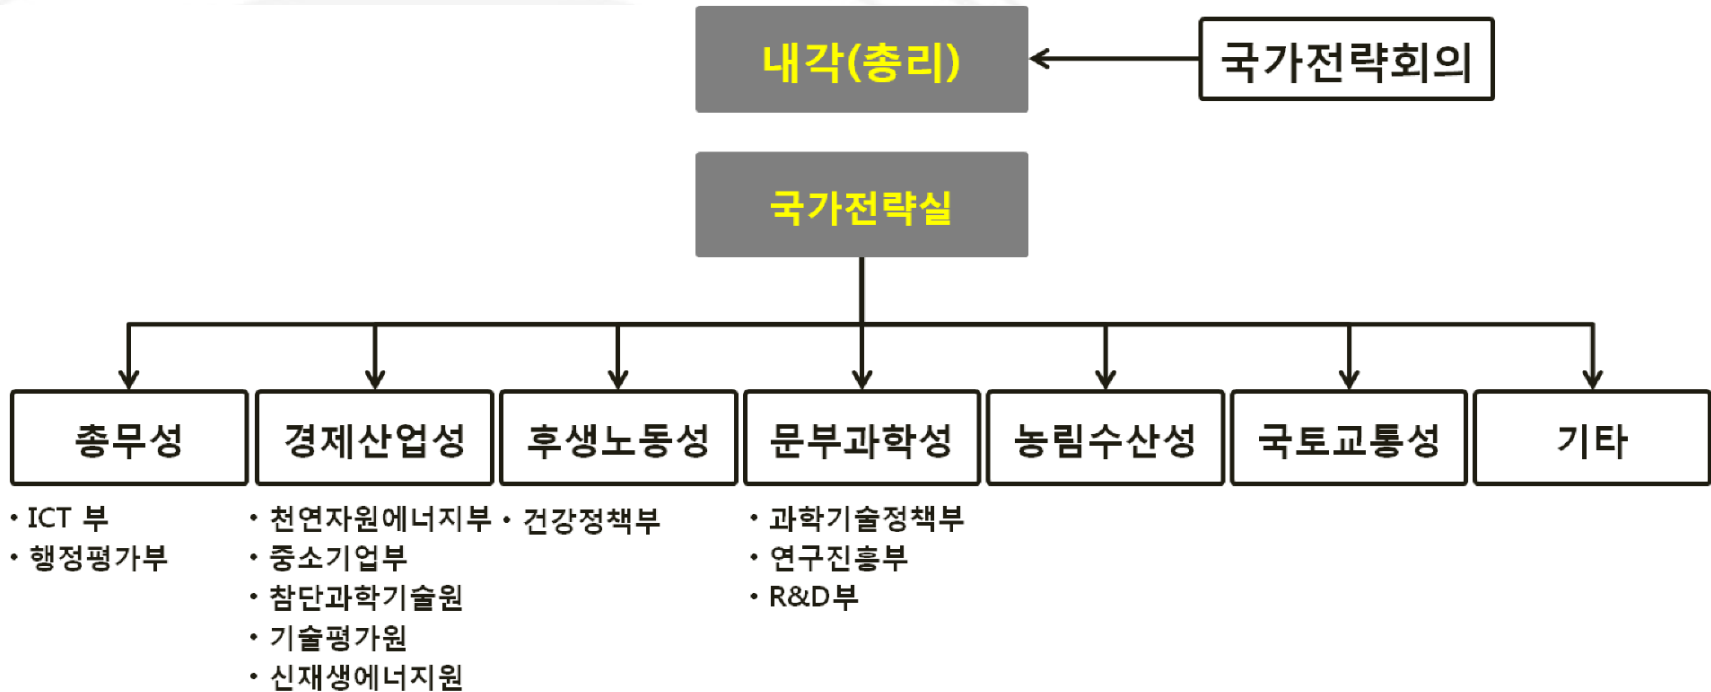 내각(총리)
국가전략회의
국가전략실
총무성
경제산업성
후생노동성
문부과학성
농림수산성
국토교통성
기타
• ICT 부
• 행정평가부
• 천연자원에너지부
• 중소기업부
• 참단과학기술원
• 기술평가원
• 신재생에너지원
• 건강정책부
• 과학기술정책부
• 연구진흥부
• R&D부